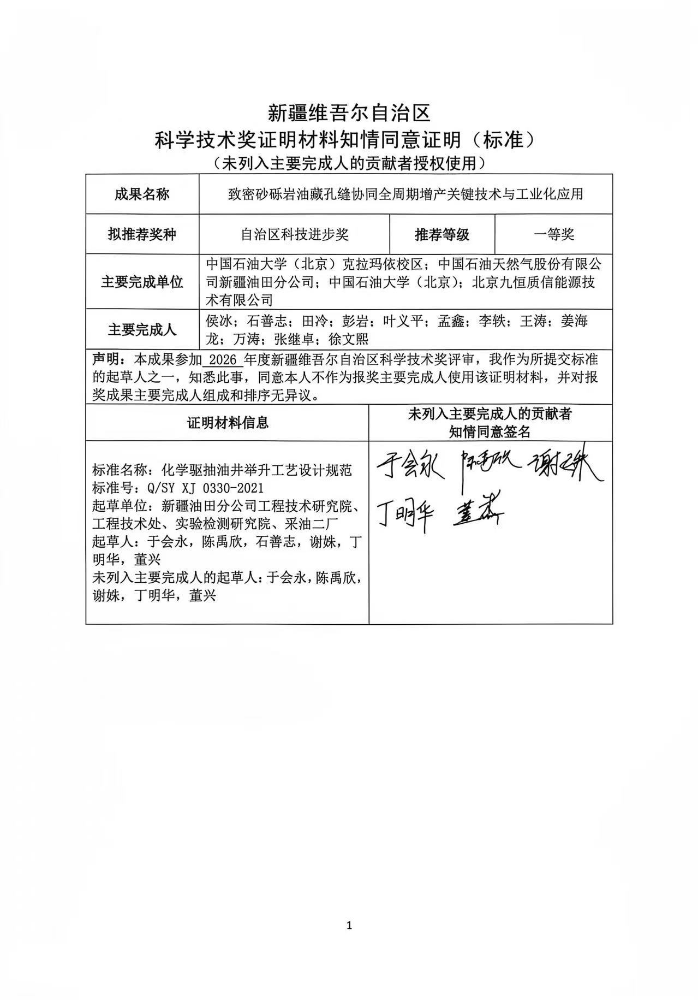 新疆维吾尔自治区
科学技术奖证明材料知情同意证明（标准）
（未列入主要完成人的贡献者授权使用）
成果名称 致密砂砾岩油藏孔缝协同全周期增产关键技术与工业化应用
拟推荐奖种 自治区科技进步奖 推荐等级 一等奖
主要完成单位 中国石油大学（北京）克拉玛依校区；中国石油天然气股份有限公
司新疆油田分公司；中国石油大学（北京）；北京九恒质信能源技
术有限公司
主要完成人 侯冰；石善志；田冷；彭岩；叶义平；孟鑫；李轶；王涛；姜海
龙；万涛；张继卓；徐文熙
声明：本成果参加 2026 年度新疆维吾尔自治区科学技术奖评审，我作为所提交标准
的起草人之一，知悉此事，同意本人不作为报奖主要完成人使用该证明材料，并对报
奖成果主要完成人组成和排序无异议。
证明材料信息
未列入主要完成人的贡献者
知情同意签名
标准名称：化学驱抽油井举升工艺设计规范
标准号：Q/SY XJ 0330-2021
起草单位：新疆油田分公司工程技术研究院、
工程技术处、实验检测研究院、采油二厂
起草人：于会永，陈禹欣，石善志，谢姝，丁
明华，董兴
未列入主要完成人的起草人：于会永，陈禹欣，
谢姝，丁明华，董兴
于会永 陈禹欣 谢姝
丁明华 董
1